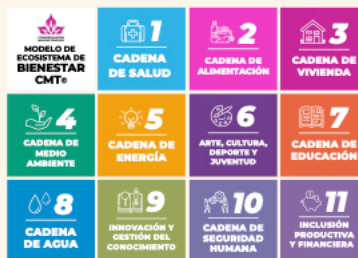 MODELO DE
ECOSISTEMA DE
BIENESTAR
CMT®
1
CADENA
DE SALUD
2
CADENA DE
ALIMENTACIÓN
3
CADENA DE
VIVIENDA
4
CADENA DE
MEDIO
AMBIENTE
5
CADENA DE
ENERGÍA
6
ARTE, CULTURA,
DEPORTE Y
JUVENTUD
7
CADENA DE
EDUCACIÓN
8
CADENA
DE AGUA
9
INNOVACIÓN Y
GESTIÓN DEL
CONOCIMIENTO
10
CADENA DE
SEGURIDAD
HUMANA
11
INCLUSIÓN
PRODUCTIVA
Y FINANCIERA